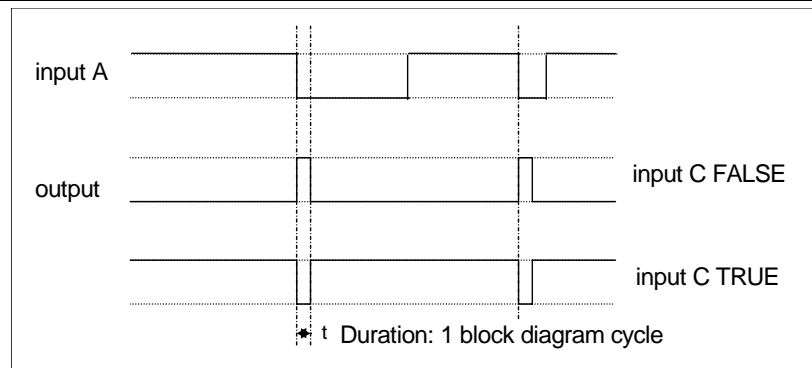 input A
input C FALSE
output
input C TRUE
t Duration: 1 block diagram cycle